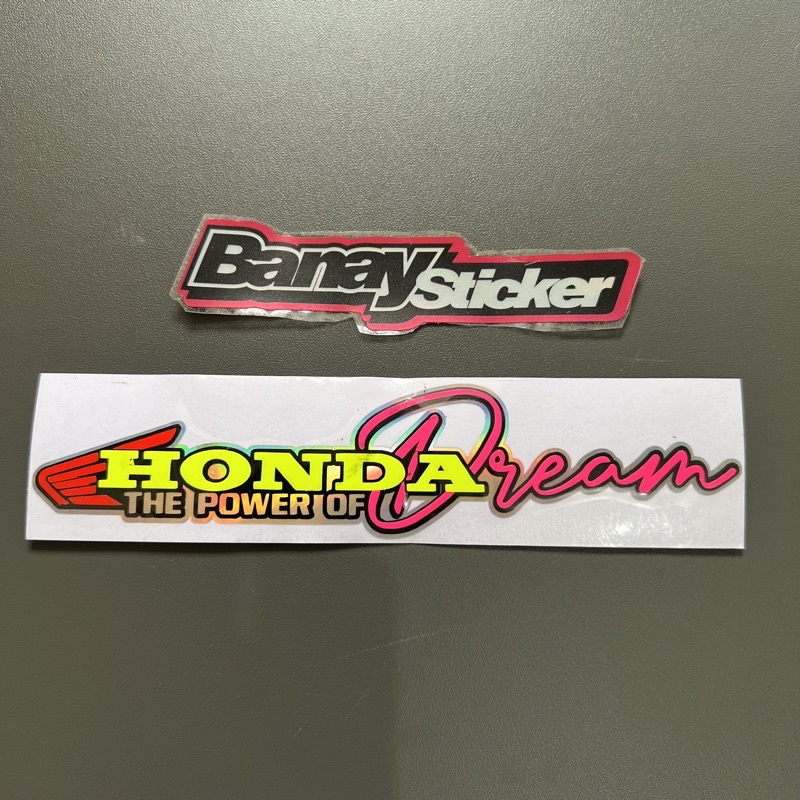 Banay Sticker
HONDA Dream
THE POWER OF